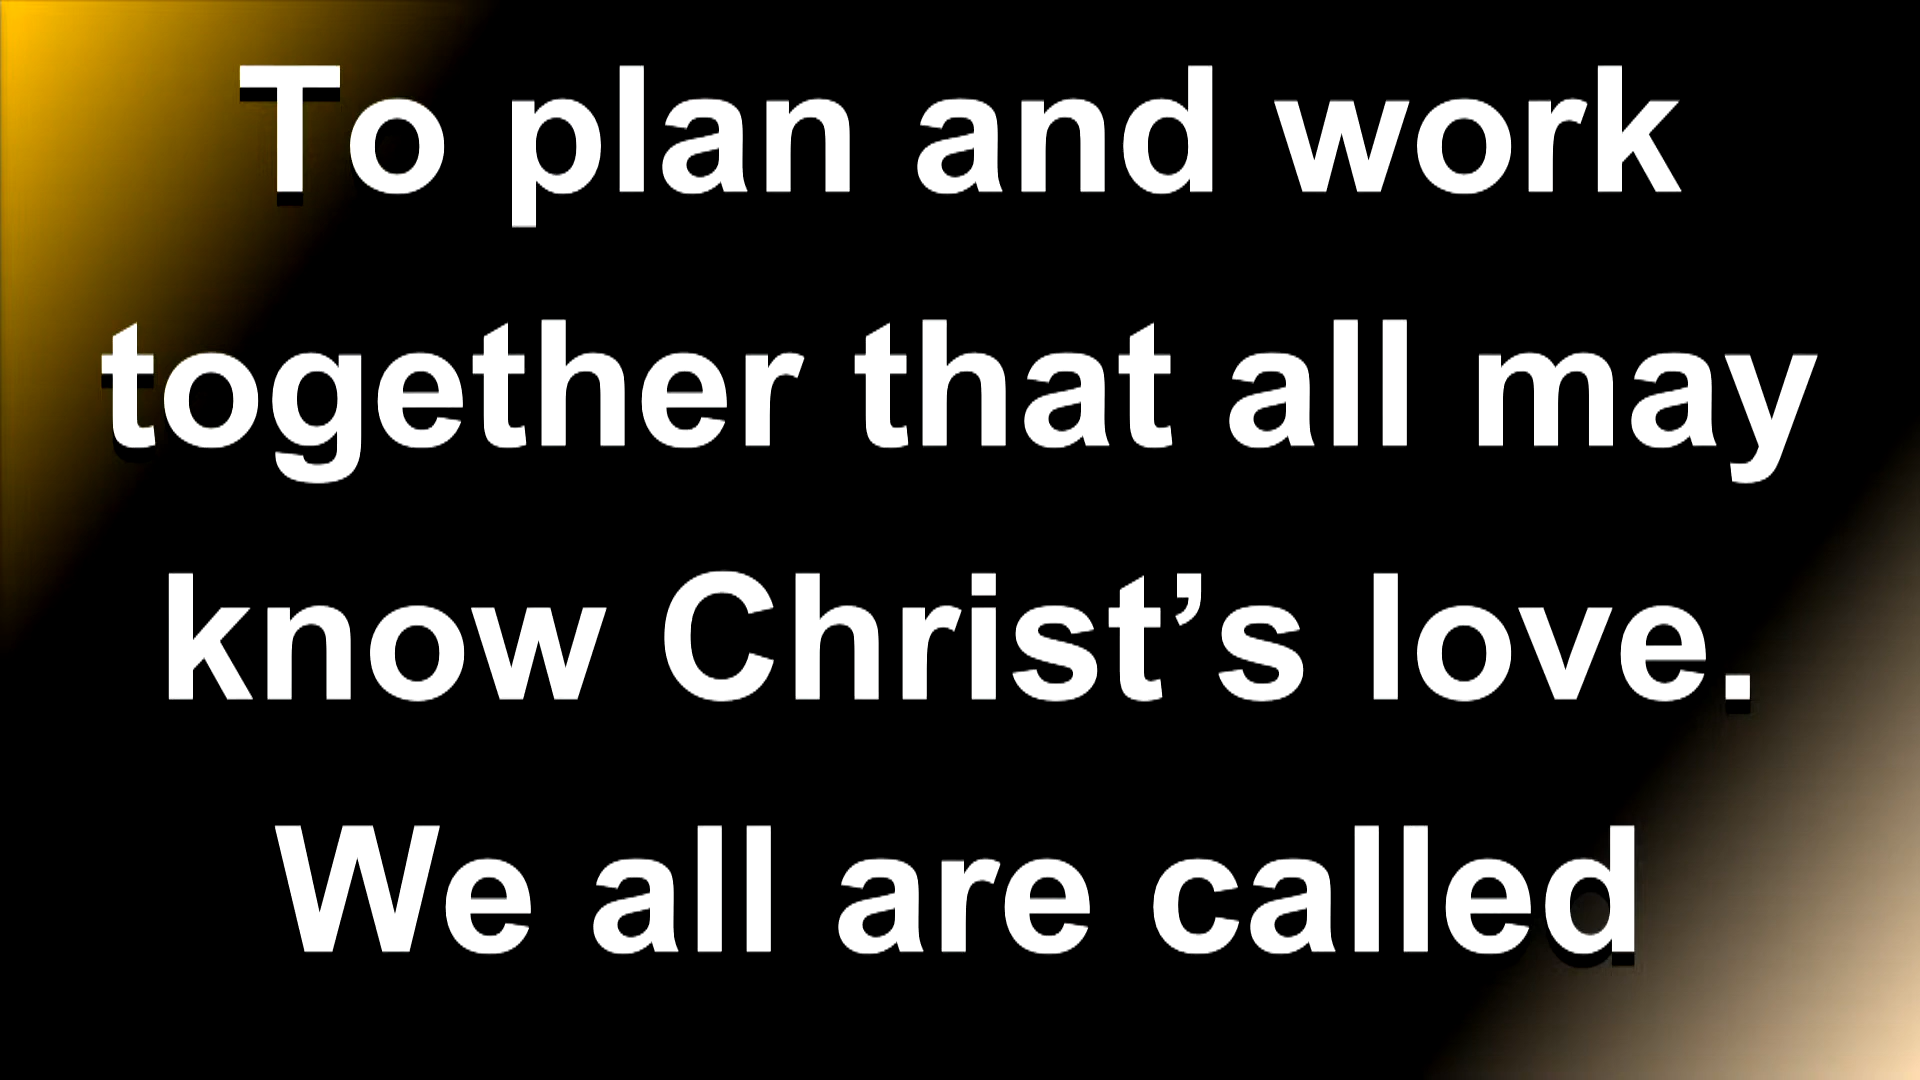 To plan and work
together that all may
know Christ’s love.
We all are called